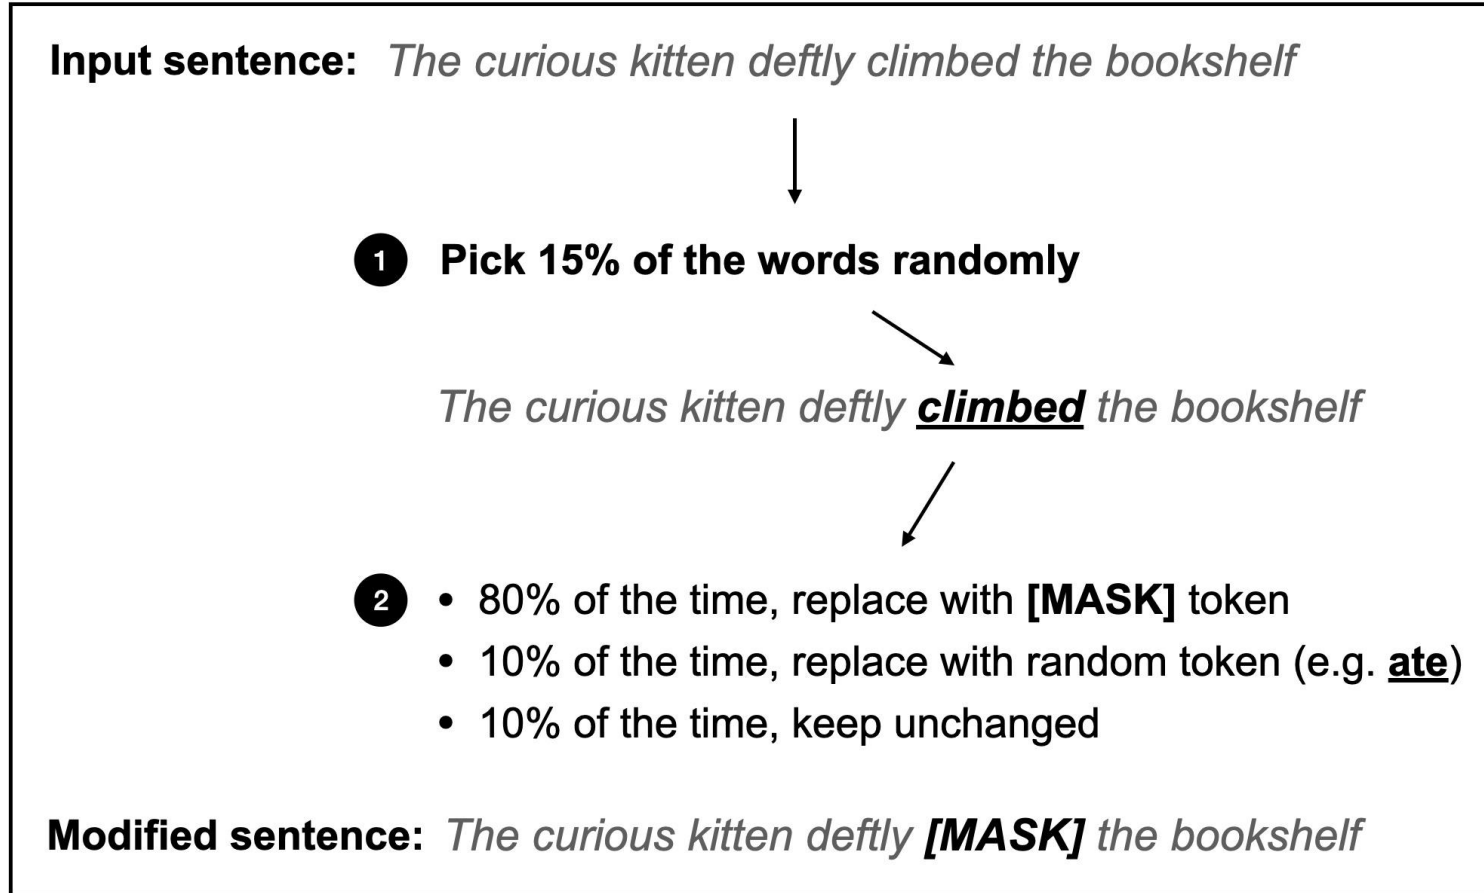 Input sentence: The curious kitten deftly climbed the bookshelf
1 Pick 15% of the words randomly
The curious kitten deftly climbed the bookshelf
2 • 80% of the time, replace with [MASK] token
• 10% of the time, replace with random token (e.g. ate)
• 10% of the time, keep unchanged
Modified sentence: The curious kitten deftly [MASK] the bookshelf